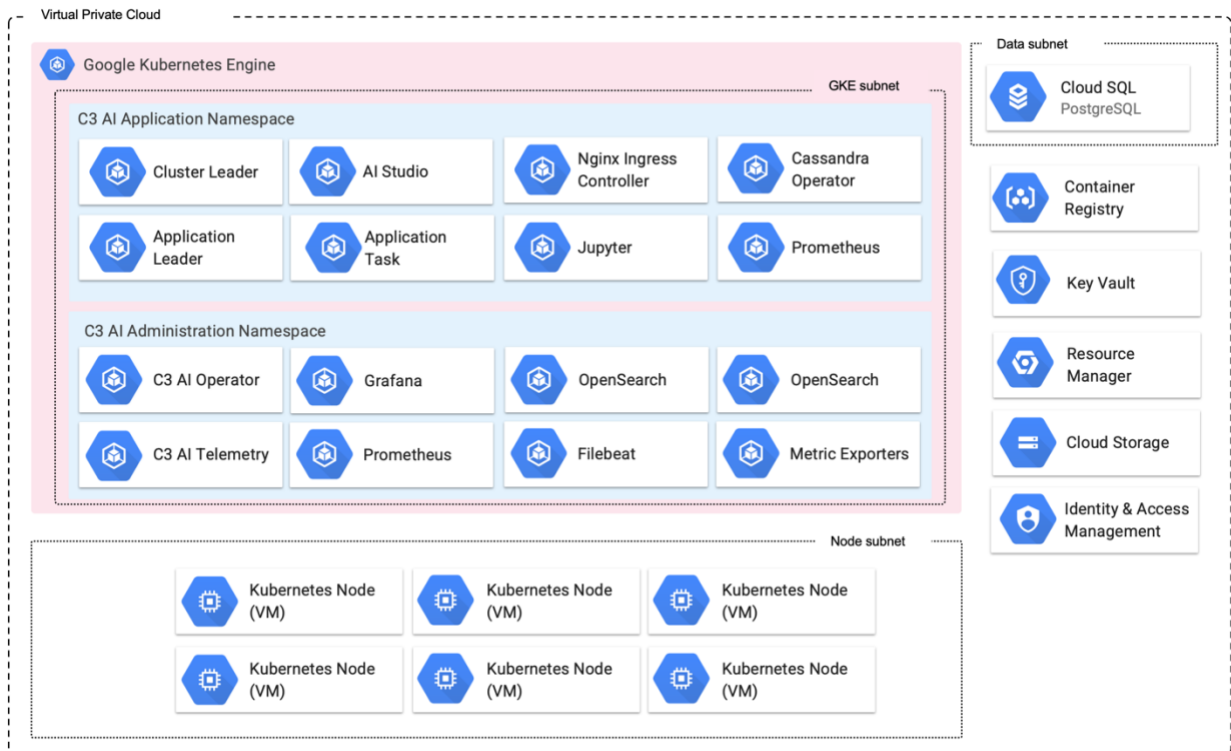 Virtual Private Cloud
Google Kubernetes Engine
GKE subnet
C3 AI Application Namespace
Cluster Leader
AI Studio
Nginx Ingress
Controller
Cassandra
Operator
Application
Leader
Application
Task
Jupyter
Prometheus
C3 AI Administration Namespace
C3 AI Operator
Grafana
OpenSearch
OpenSearch
C3 AI Telemetry
Prometheus
Filebeat
Metric Exporters
Node subnet
Kubernetes Node
(VM)
Kubernetes Node
(VM)
Kubernetes Node
(VM)
Kubernetes Node
(VM)
Kubernetes Node
(VM)
Kubernetes Node
(VM)
Data subnet
Cloud SQL
PostgreSQL
Container
Registry
Key Vault
Resource
Manager
Cloud Storage
Identity & Access
Management